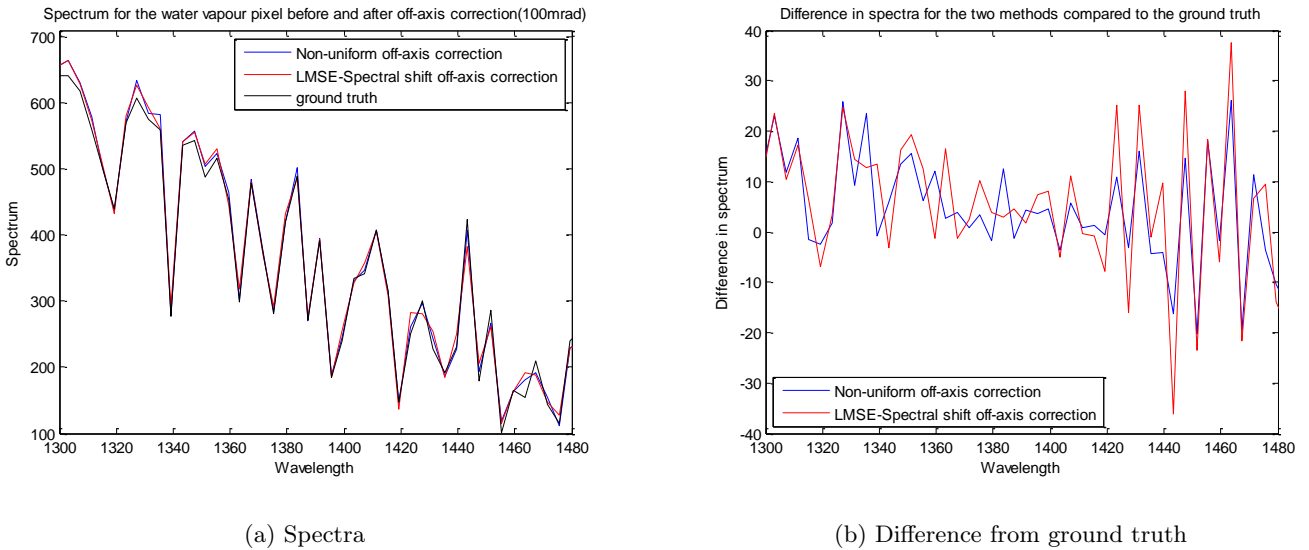 Spectrum for the water vapour pixel before and after off-axis correction(100mrad)
700
600
500
400
300
200
100
Spectrum
Non-uniform off-axis correction
LMSE-Spectral shift off-axis correction
ground truth
1300 1320 1340 1360 1380 1400 1420 1440 1460 1480
Wavelength
(a) Spectra
Difference in spectra for the two methods compared to the ground truth
40
30
20
10
0
-10
-20
-30
-40
Difference in spectrum
Non-uniform off-axis correction
LMSE-Spectral shift off-axis correction
1300 1320 1340 1360 1380 1400 1420 1440 1460 1480
Wavelength
(b) Difference from ground truth